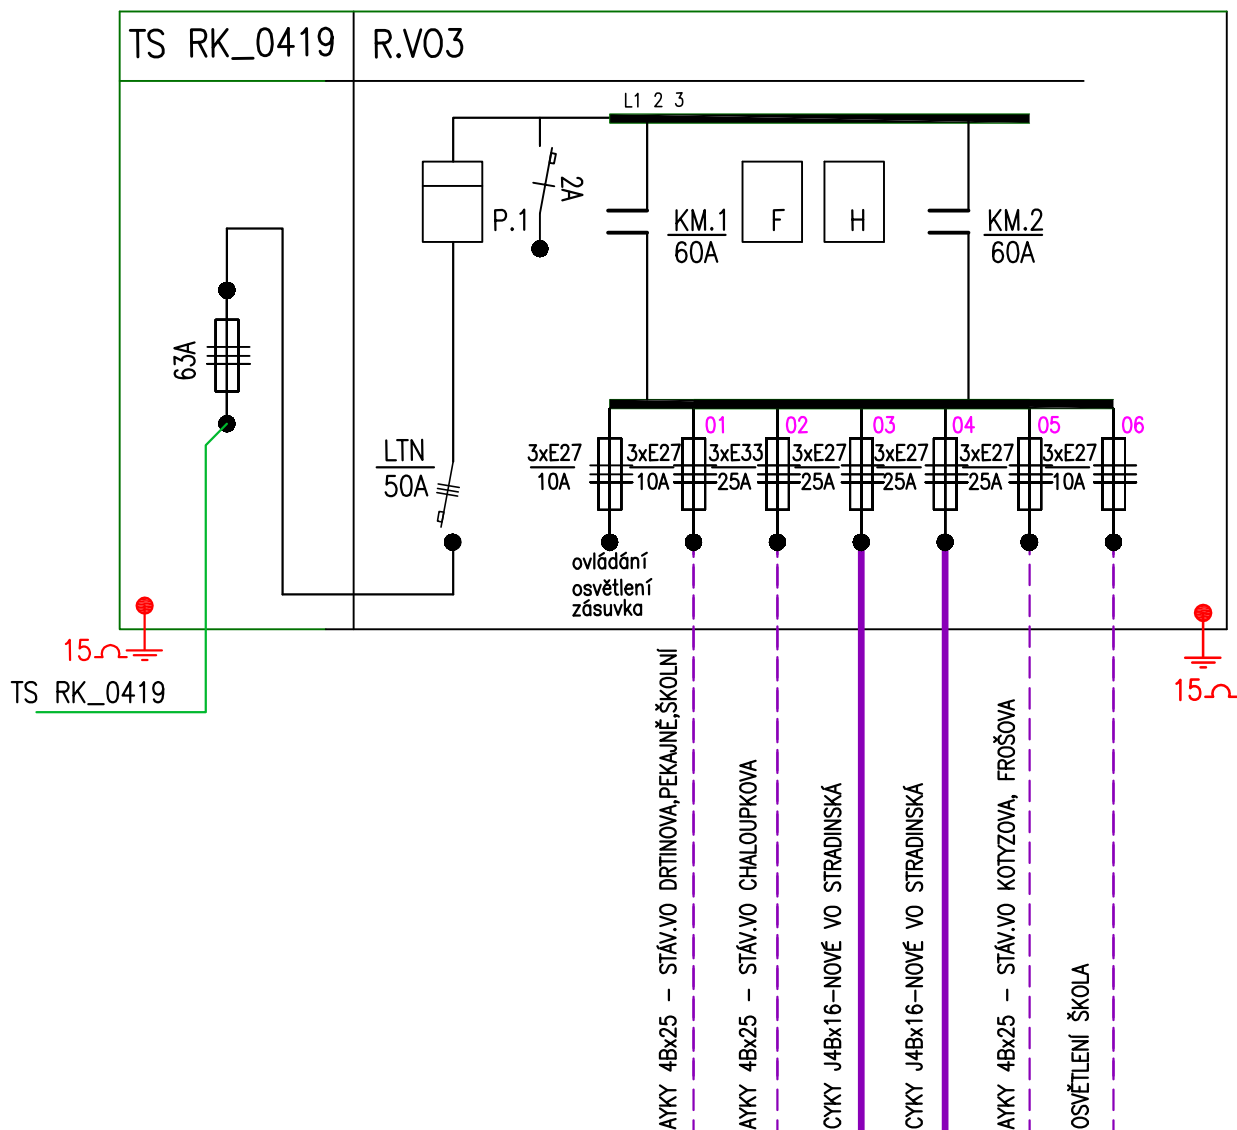 TS RK_0419
R.VO3
L1 2 3
2A
P.1
KM.1
60A
F
H
KM.2
60A
63A
LTN
50A
01
02
03
04
05
06
3xE27
10A
3xE27
10A
3xE33
25A
3xE27
25A
3xE27
25A
3xE27
25A
3xE27
10A
ovládání
osvětlení
zásuvka
15Ω
TS RK_0419
15Ω
AYKY 4Bx25 - STÁV.VO DRTINOVA,PEKAJNĚ,ŠKOLNÍ
AYKY 4Bx25 - STÁV.VO CHALOUPKOVA
CYKY J4Bx16-NOVÉ VO STRADINSKÁ
CYKY J4Bx16-NOVÉ VO STRADINSKÁ
AYKY 4Bx25 - STÁV.VO KOTYZOVA, FROŠOVA
OSVĚTLENÍ ŠKOLA